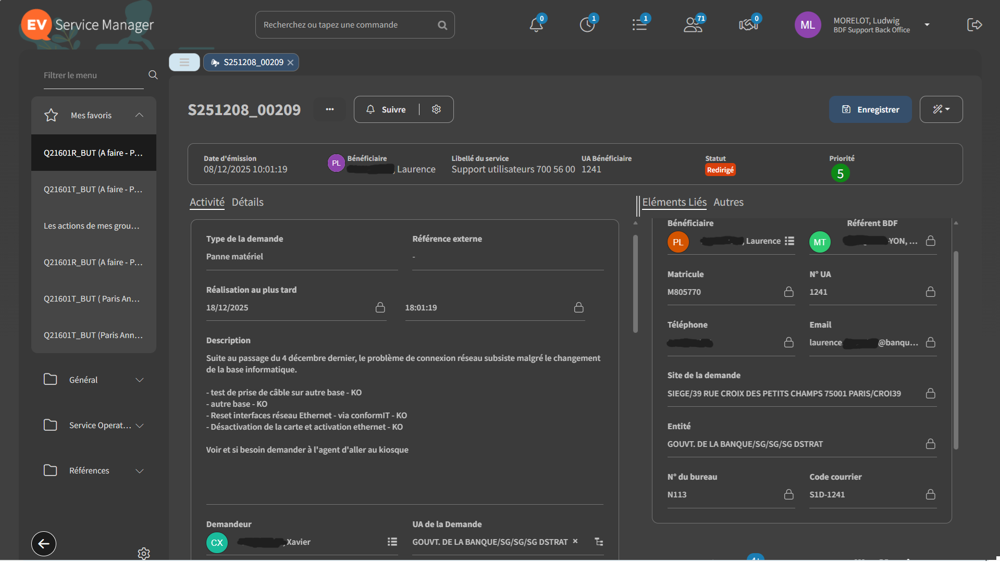 EV Service Manager
Recherchez ou tapez une commande
0
1
1
71
0
ML
MORELOT, Ludwig
BDF Support Back Office
Filtrer le menu
S251208_00209
Mes favoris
Q21601R_BUT (A faire - P...
Q21601T_BUT (A faire - P...
Les actions de mes grou...
Q21601R_BUT (A faire - P...
Q21601T_BUT ( Paris An...
Q21601T_BUT (Paris Ann...
Général
Service Operat...
Références
S251208_00209
Suivre
Enregistrer
Date d'émission
08/12/2025 10:01:19
PL
Bénéficiaire
Laurence
Libellé du service
Support utilisateurs 700 56 00
UA Bénéficiaire
1241
Statut
Redirigé
Priorité
5
Activité Détails
Type de la demande
Panne matériel
Référence externe
-
Réalisation au plus tard
18/12/2025
18:01:19
Description
Suite au passage du 4 décembre dernier, le problème de connexion réseau subsiste malgré le changement
de la base informatique.
- test de prise de câble sur autre base - KO
- autre base - KO
- Reset interfaces réseau Ethernet - via conformIT - KO
- Désactivation de la carte et activation ethernet - KO
Voir et si besoin demander à l'agent d'aller au kiosque
Demandeur
CX
, Xavier
UA de la Demande
GOUVT. DE LA BANQUE/SG/SG/SG DSTRAT
Eléments Liés Autres
Bénéficiaire
PL
, Laurence
Référent BDF
MT
-YON, ...
Matricule
M805770
N° UA
1241
Téléphone
Email
laurence
@banqu...
Site de la demande
SIEGE/39 RUE CROIX DES PETITS CHAMPS 75001 PARIS/CROI39
Entité
GOUVT. DE LA BANQUE/SG/SG/SG DSTRAT
N° du bureau
N113
Code courrier
S1D-1241